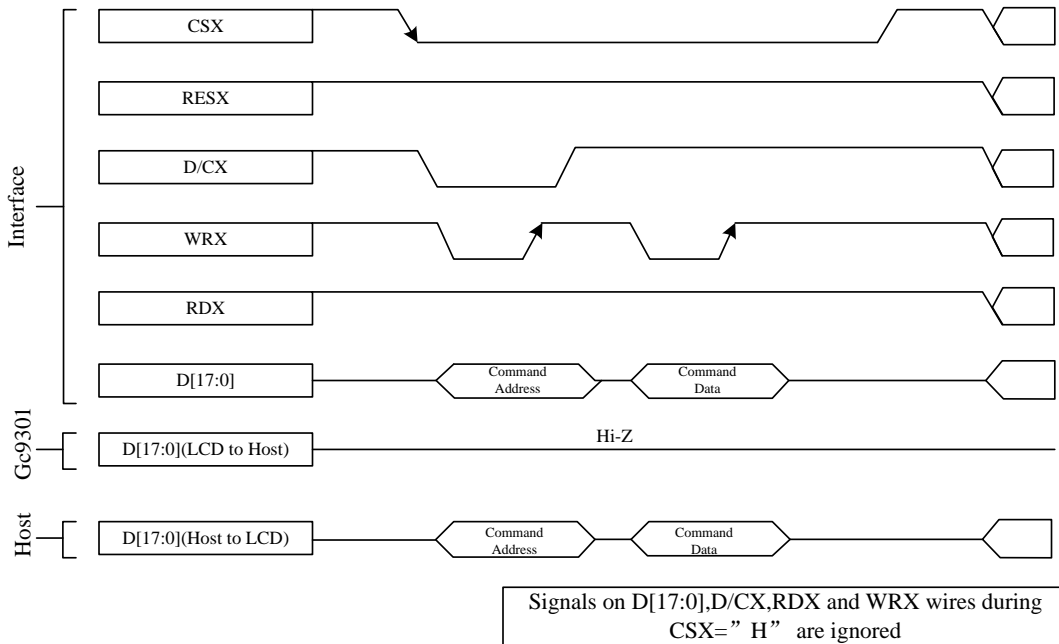 Interface
CSX
RESX
D/CX
WRX
RDX
D[17:0]
Command
Address
Command
Data
Gc9301
D[17:0](LCD to Host)
Hi-Z
Host
D[17:0](Host to LCD)
Command
Address
Command
Data
Signals on D[17:0],D/CX,RDX and WRX wires during
CSX=” H” are ignored